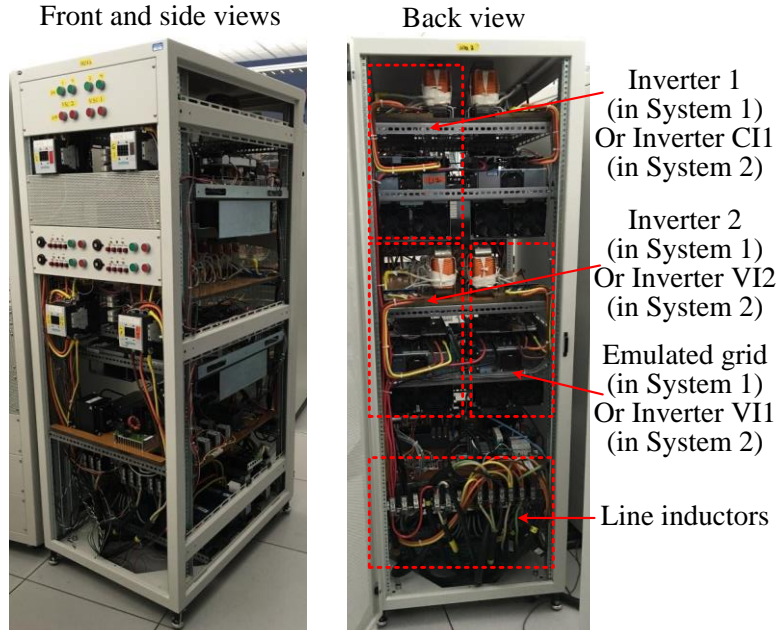 Front and side views
Back view
Inverter 1
(in System 1)
Or Inverter CI1
(in System 2)
Inverter 2
(in System 1)
Or Inverter VI2
(in System 2)
Emulated grid
(in System 1)
Or Inverter VI1
(in System 2)
Line inductors